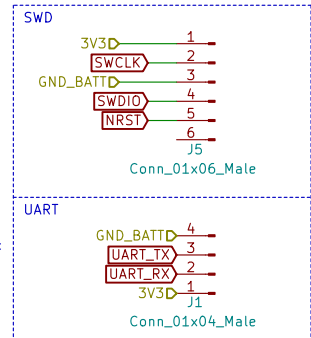 SWD
3V3 1
SWCLK 2
GND_BATT 3
SWDIO 4
NRST 5
6
J5
Conn_01x06_Male
UART
GND_BATT 4
UART_TX 3
UART_RX 2
3V3 1
J1
Conn_01x04_Male